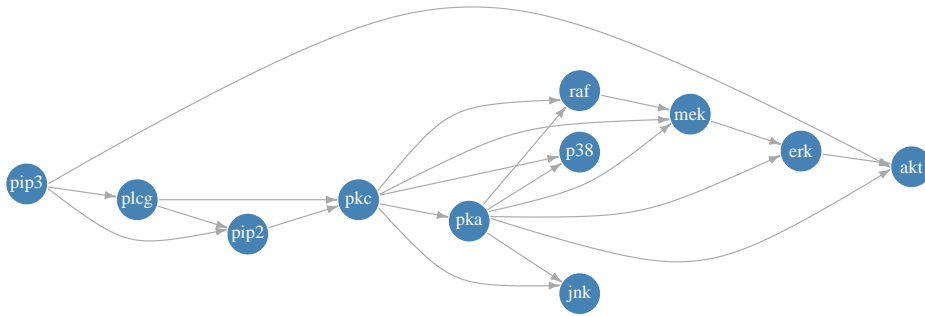 pip3
plcg
pip2
pkc
pka
raf
p38
jnk
mek
erk
akt